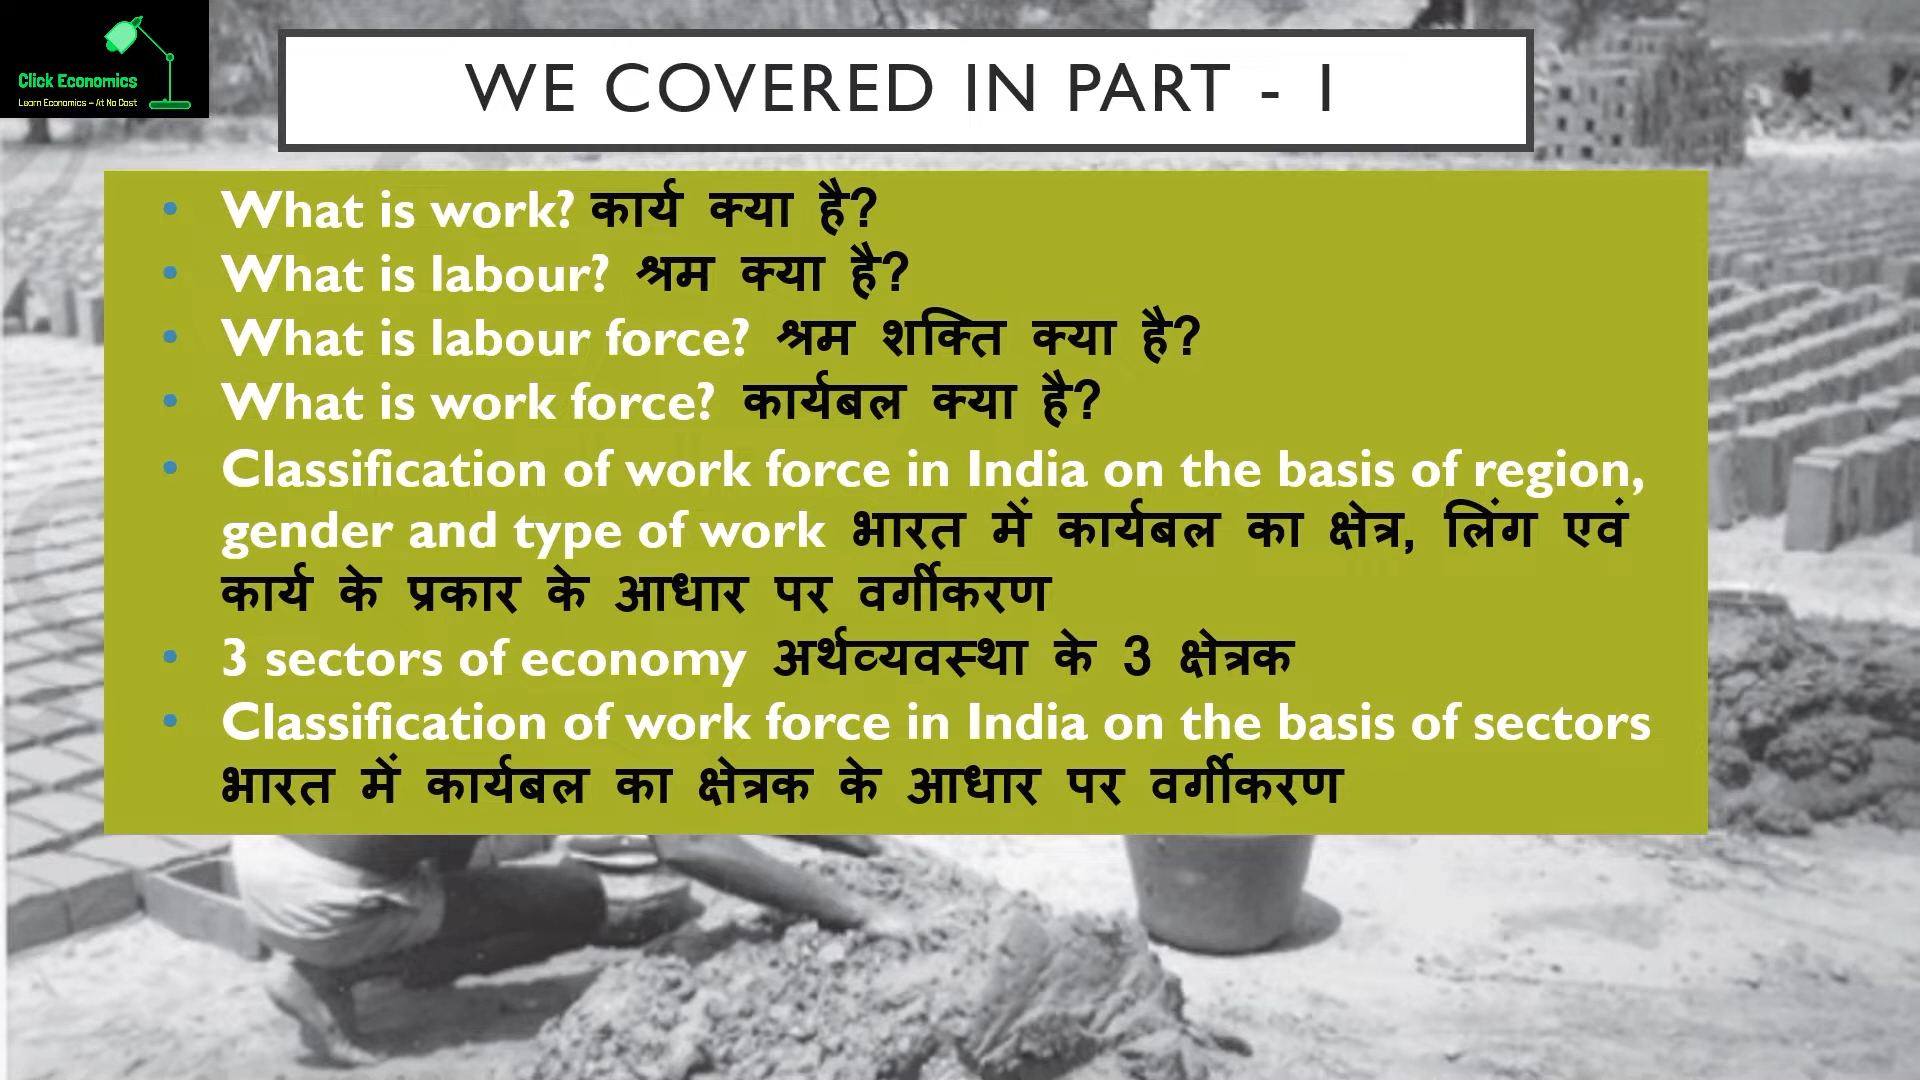 Click Economics
Learn Economics – At No Cost
WE COVERED IN PART - 1
• What is work? कार्य क्या है?
• What is labour? श्रम क्या है?
• What is labour force? श्रम शक्ति क्या है?
• What is work force? कार्यबल क्या है?
• Classification of work force in India on the basis of region,
gender and type of work भारत में कार्यबल का क्षेत्र, लिंग एवं
कार्य के प्रकार के आधार पर वर्गीकरण
• 3 sectors of economy अर्थव्यवस्था के 3 क्षेत्रक
• Classification of work force in India on the basis of sectors
भारत में कार्यबल का क्षेत्रक के आधार पर वर्गीकरण